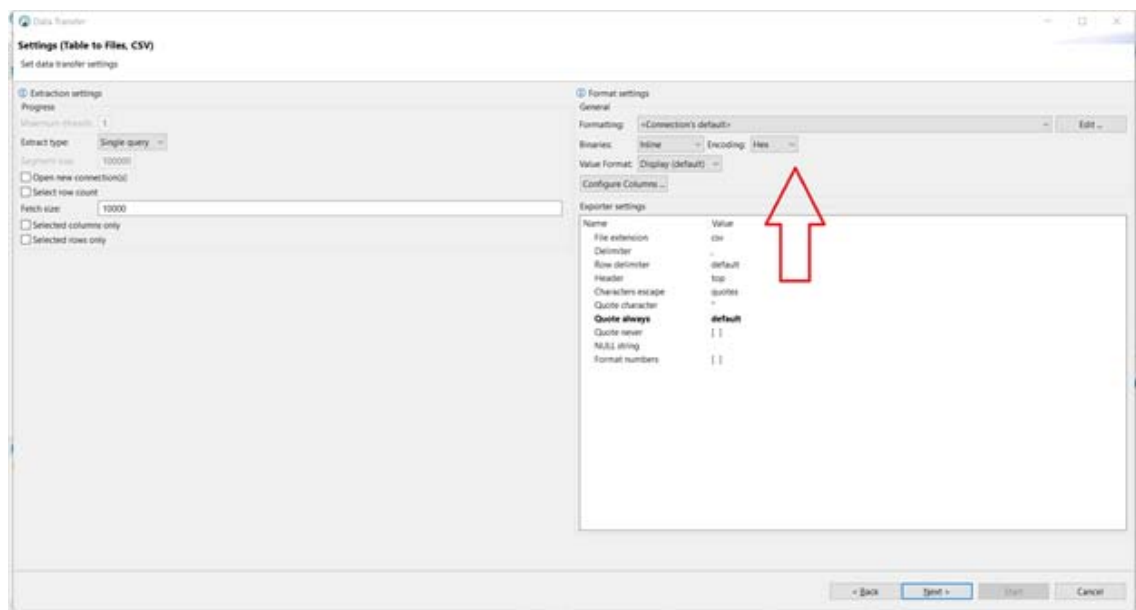 Data Transfer
Settings (Table to Files, CSV)
Set data transfer settings
Extraction settings
Progress
Maximum threads: 1
Extract type: Single query
Segment size: 100000
Open new connection(s)
Select row count
Fetch size: 10000
Selected columns only
Selected rows only
Format settings
General
Formatting: <Connection's default> Edit ...
Binaries: Inline Encoding: Hex
Value Format: Display (default)
Configure Columns ...
Exporter settings
Name Value
File extension csv
Delimiter
Row delimiter default
Header top
Characters escape quotes
Quote character "
Quote always default
Quote never [ ]
NULL string
Format numbers [ ]
< Back Next > Start Cancel